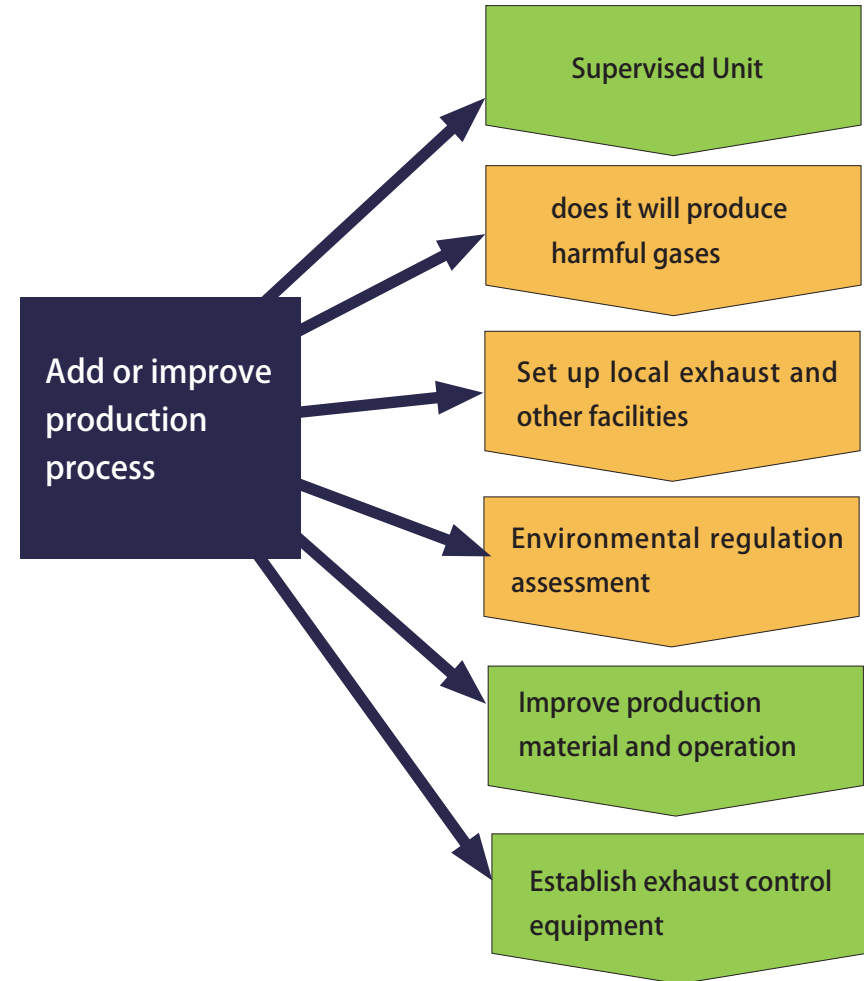 Supervised Unit
does it will produce
harmful gases
Add or improve
production
process
Set up local exhaust and
other facilities
Environmental regulation
assessment
Improve production
material and operation
Establish exhaust control
equipment